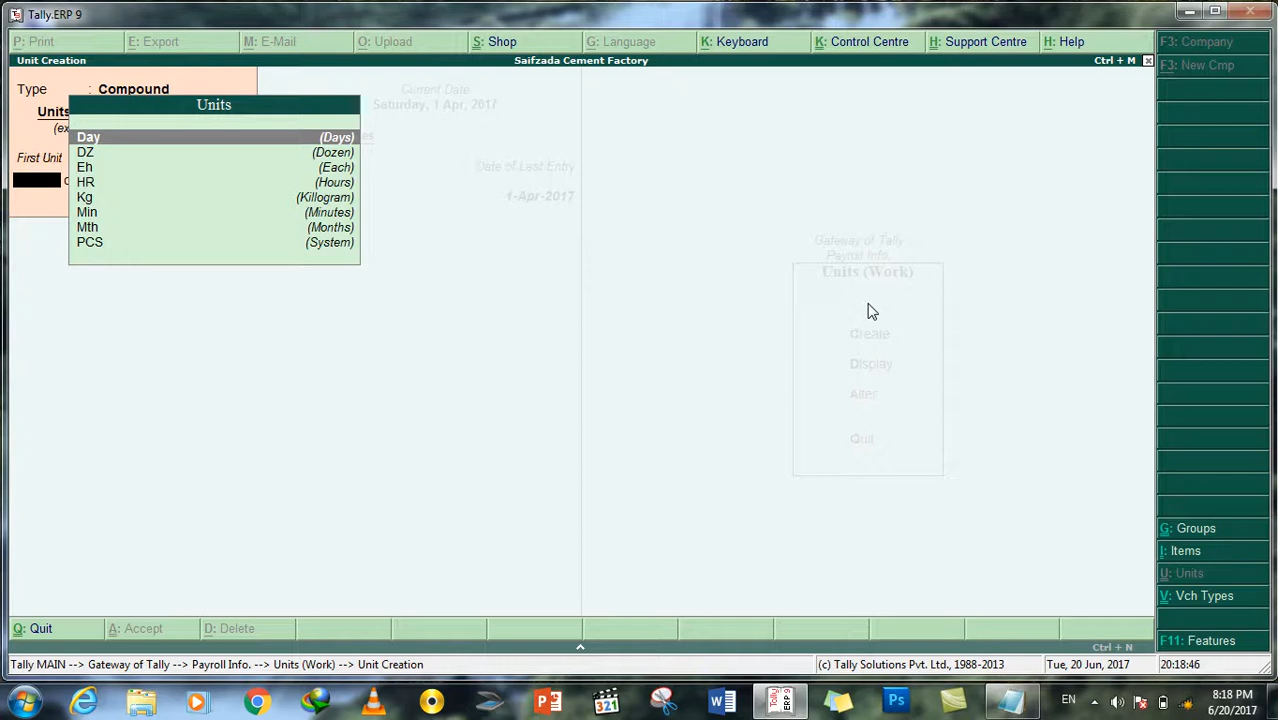 Tally.ERP 9
P: Print E: Export M: E-Mail O: Upload S: Shop G: Language K: Keyboard K: Control Centre H: Support Centre H: Help F3: Company
Unit Creation Saifzada Cement Factory Ctrl + M
F3: New Cmp
Type : Compound
Current Date
Units
Saturday, 1 Apr, 2017
Units
Day (Days)
DZ (Dozen)
First Unit
Eh (Each)
Date of Last Entry
HR (Hours)
Kg (Killogram)
1-Apr-2017
Min (Minutes)
Mth (Months)
PCS (System)
Gateway of Tally
Payroll Info.
Units (Work)
Create
Display
Alter
Quit
G: Groups
I: Items
U: Units
V: Vch Types
F11: Features
Q: Quit A: Accept D: Delete
Ctrl + N
Tally MAIN --> Gateway of Tally --> Payroll Info. --> Units (Work) --> Unit Creation (c) Tally Solutions Pvt. Ltd., 1988-2013 Tue, 20 Jun, 2017 20:18:46
EN 8:18 PM
6/20/2017